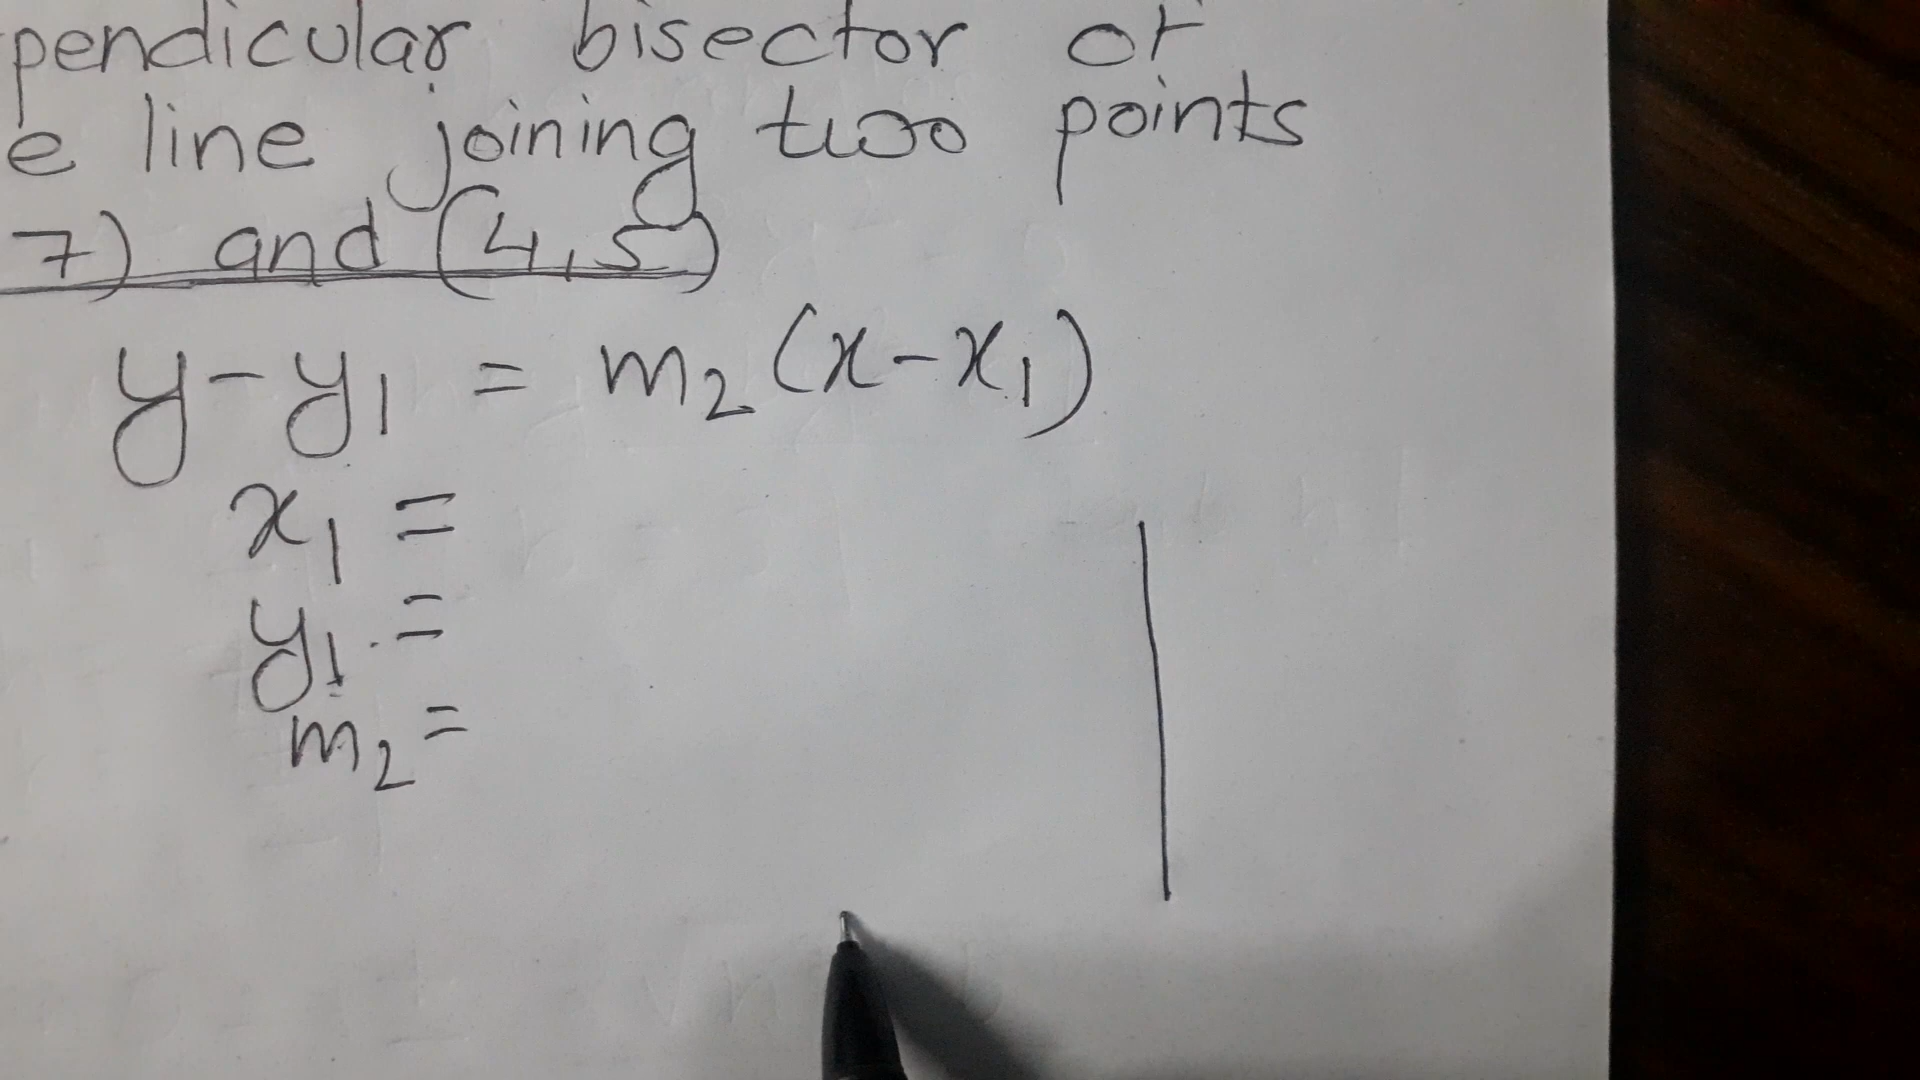 pendicular bisector of
e line joining two points
7) and (4,5)
y-y₁ = m₂(x-x₁)
x₁ =
y₁ =
m₂ =